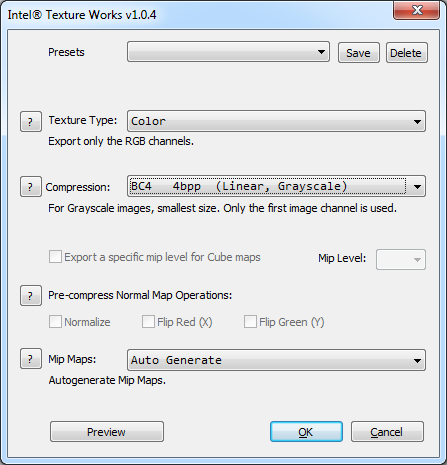 Intel® Texture Works v1.0.4
Presets Save Delete
? Texture Type: Color
Export only the RGB channels.
? Compression: BC4 4bpp (Linear, Grayscale)
For Grayscale images, smallest size. Only the first image channel is used.
Export a specific mip level for Cube maps Mip Level:
? Pre-compress Normal Map Operations:
Normalize Flip Red (X) Flip Green (Y)
? Mip Maps: Auto Generate
Autogenerate Mip Maps.
Preview OK Cancel